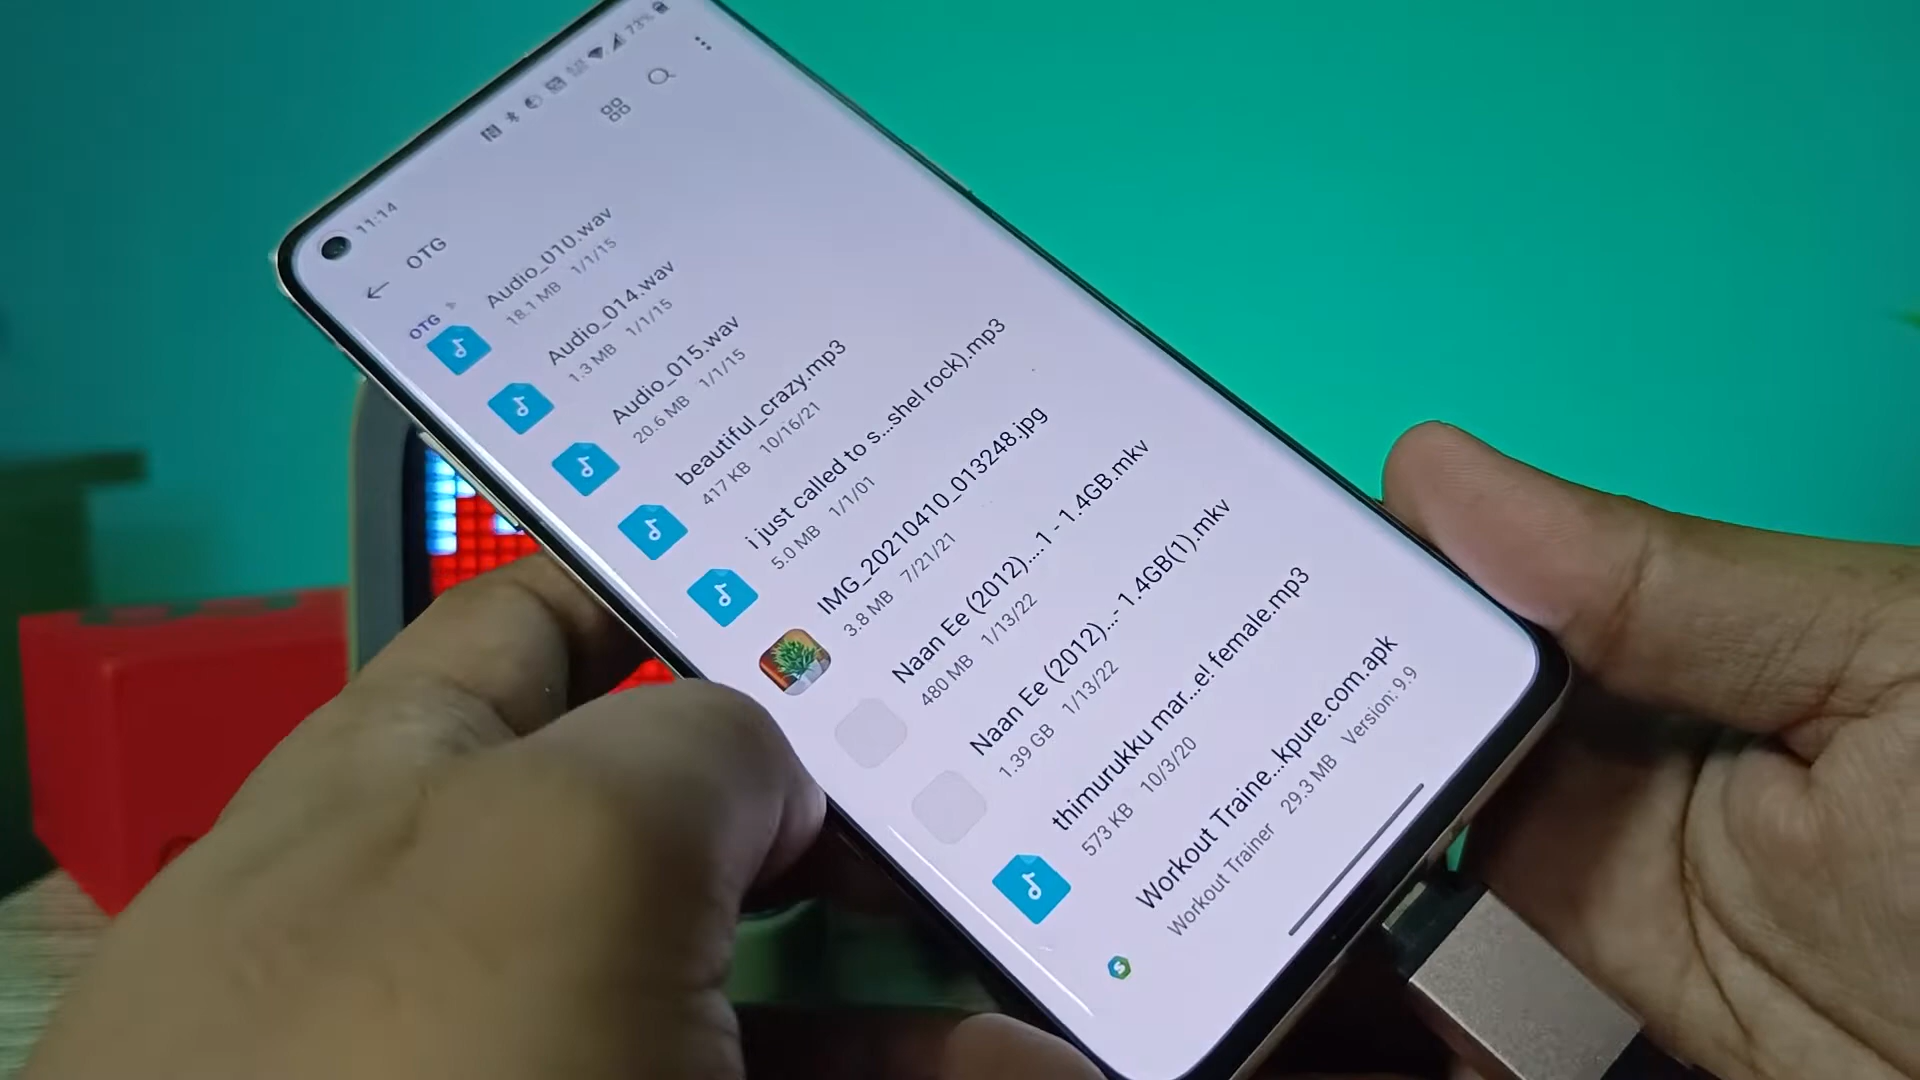 11:14
73%
OTG
OTG
Audio_010.wav
18.1 MB 1/1/15
Audio_014.wav
1.3 MB 1/1/15
Audio_015.wav
20.6 MB 1/1/15
beautiful_crazy.mp3
417 KB 10/16/21
i just called to s...shel rock).mp3
5.0 MB 1/1/01
IMG_20210410_013248.jpg
3.8 MB 7/21/21
Naan Ee (2012)....1 - 1.4GB.mkv
480 MB 1/13/22
Naan Ee (2012)...- 1.4GB(1).mkv
1.39 GB 1/13/22
thimurukku mar...e! female.mp3
573 KB 10/3/20
Workout Traine...kpure.com.apk
Workout Trainer 29.3 MB Version: 9.9